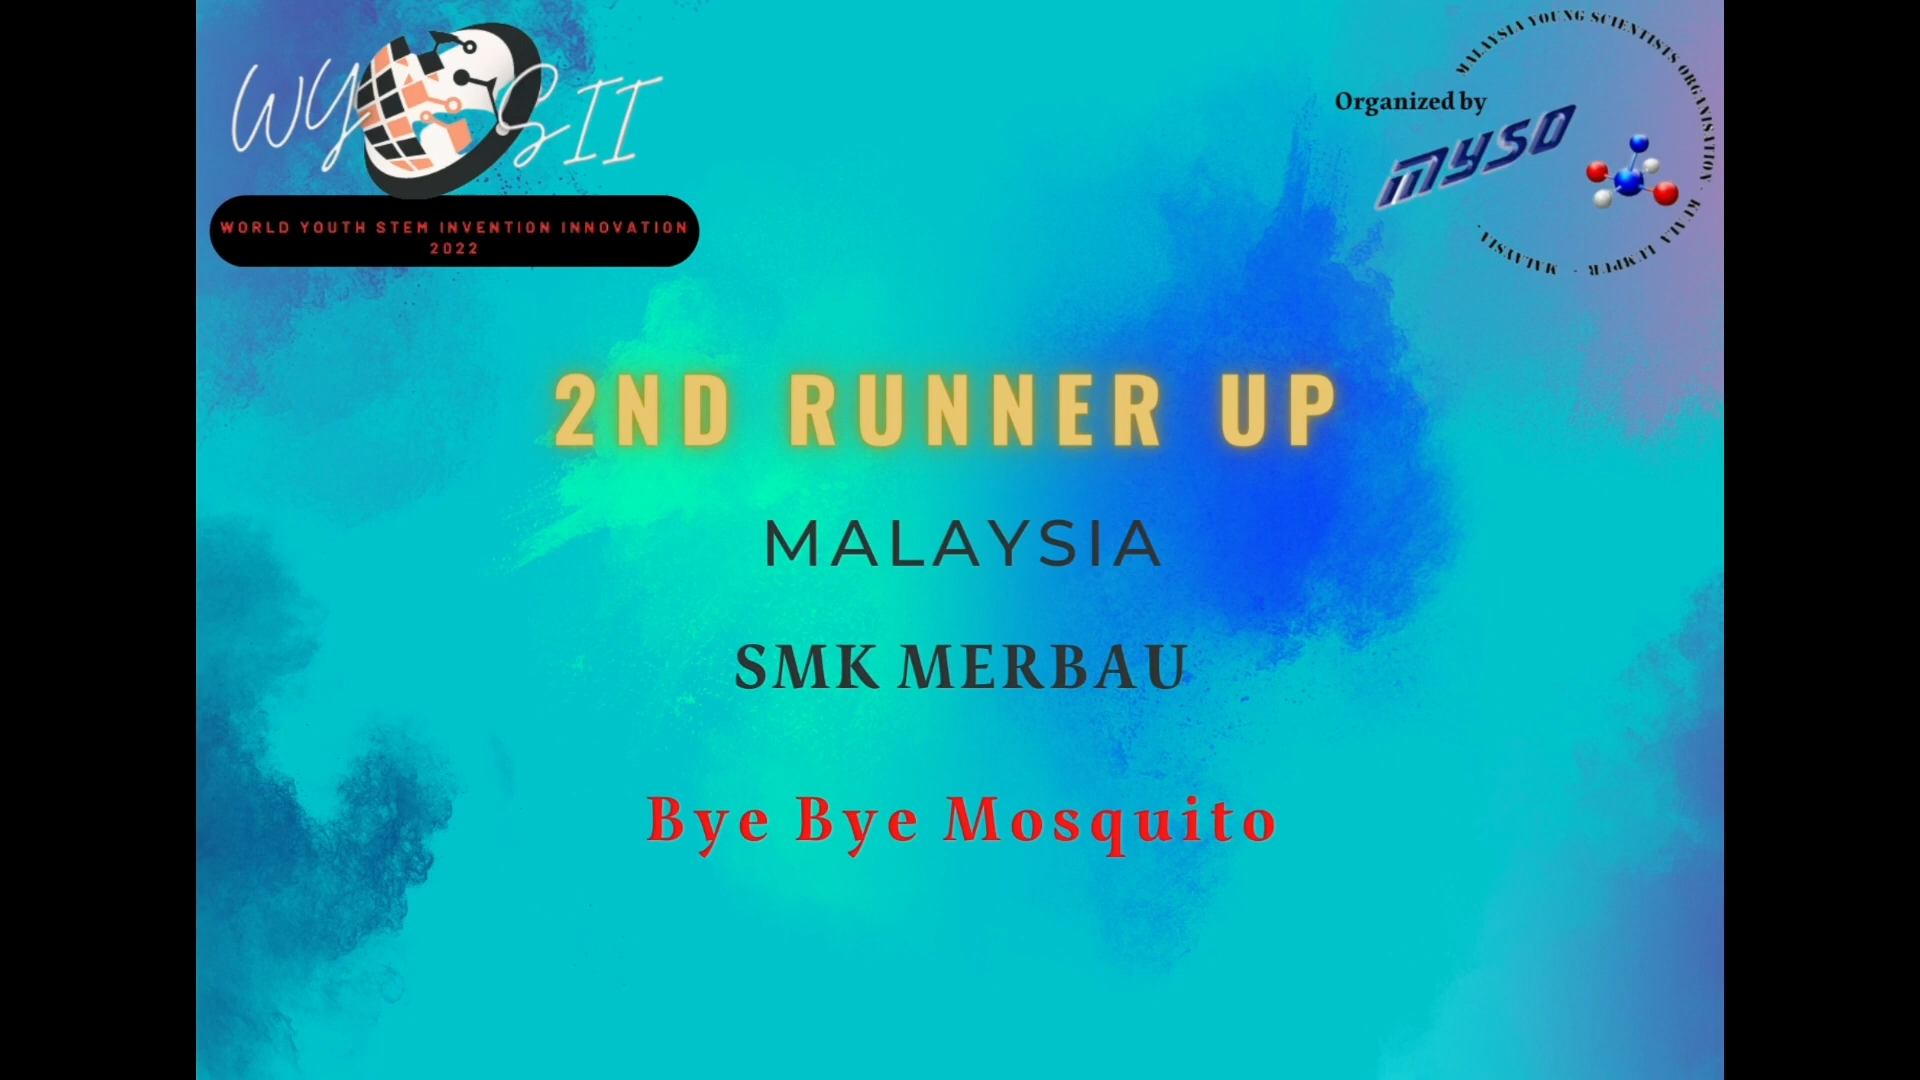 WYSII
WORLD YOUTH STEM INVENTION INNOVATION
2022
MALAYSIA YOUNG SCIENTISTS ORGANISATION · KUALA LUMPUR · MALAYSIA ·
Organized by
MYSO
2ND RUNNER UP
MALAYSIA
SMK MERBAU
Bye Bye Mosquito